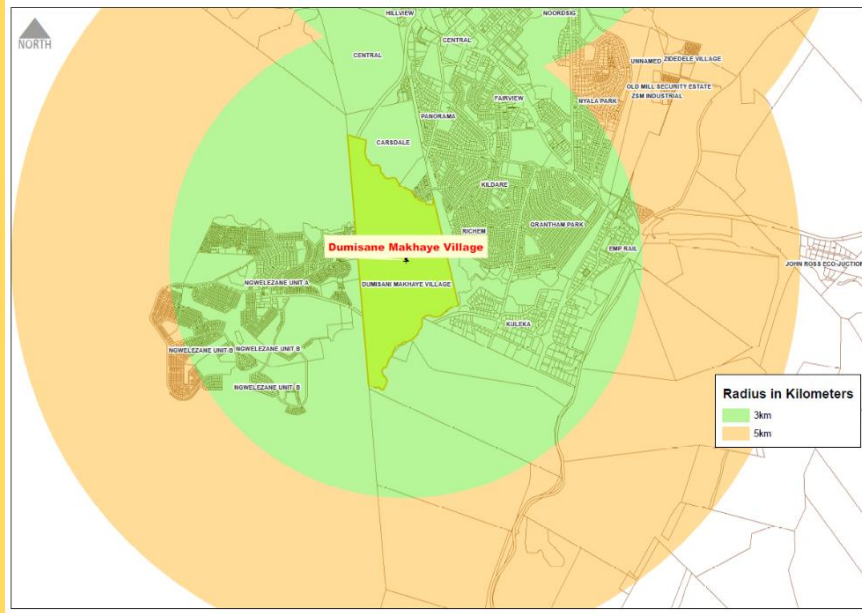 HILLVIEW
NOORDSIG
NORTH
CENTRAL
CENTRAL
UNNAMED
ZIDEDELE VILLAGE
OLD MILL SECURITY ESTATE
FAIRVIEW
ZSM INDUSTRIAL
NYALA PARK
PANORAMA
CARSDALE
KILDARE
GRANTHAM PARK
RICHEM
Dumisane Makhaye Village
EMP RAIL
JOHN ROSS ECO-JUCTION
NGWELEZANE UNIT A
DUMISANI MAKHAYE VILLAGE
KULEKA
NGWELEZANE UNIT B
NGWELEZANE UNIT B
NGWELEZANE UNIT B
Radius in Kilometers
3km
5km